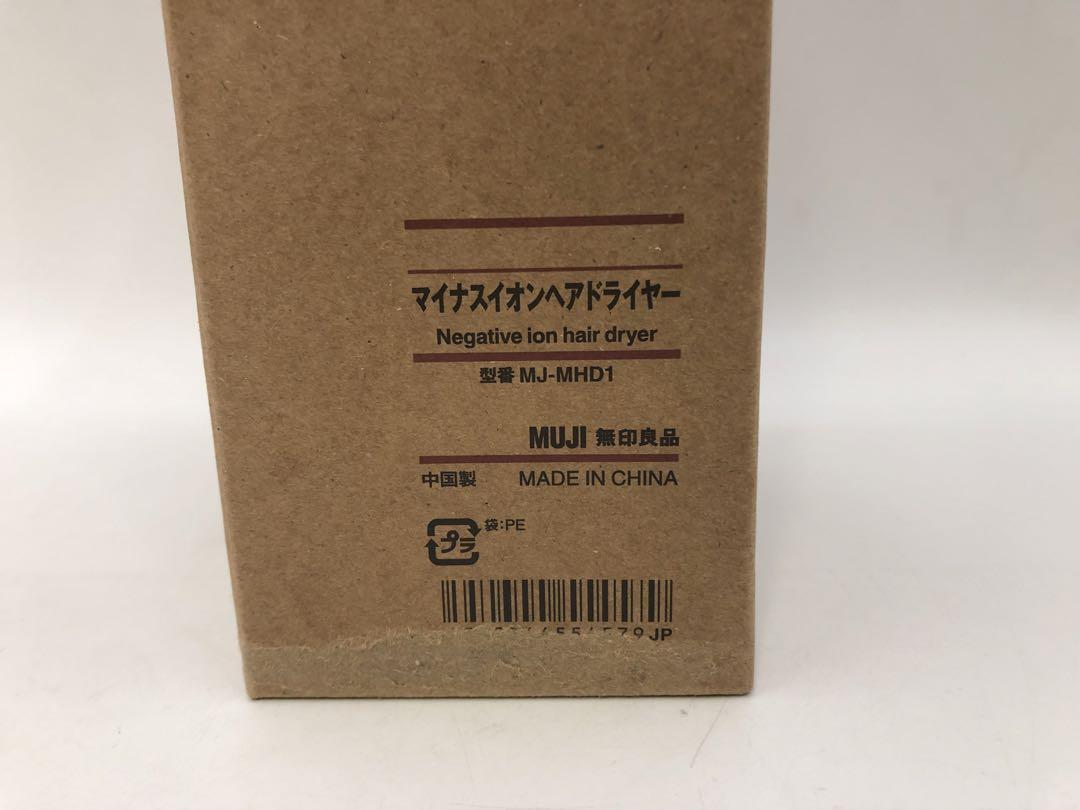 マイナスイオンヘアドライヤー
Negative ion hair dryer
型番 MJ-MHD1
MUJI 無印良品
中国製 MADE IN CHINA
プラ 袋:PE
JP